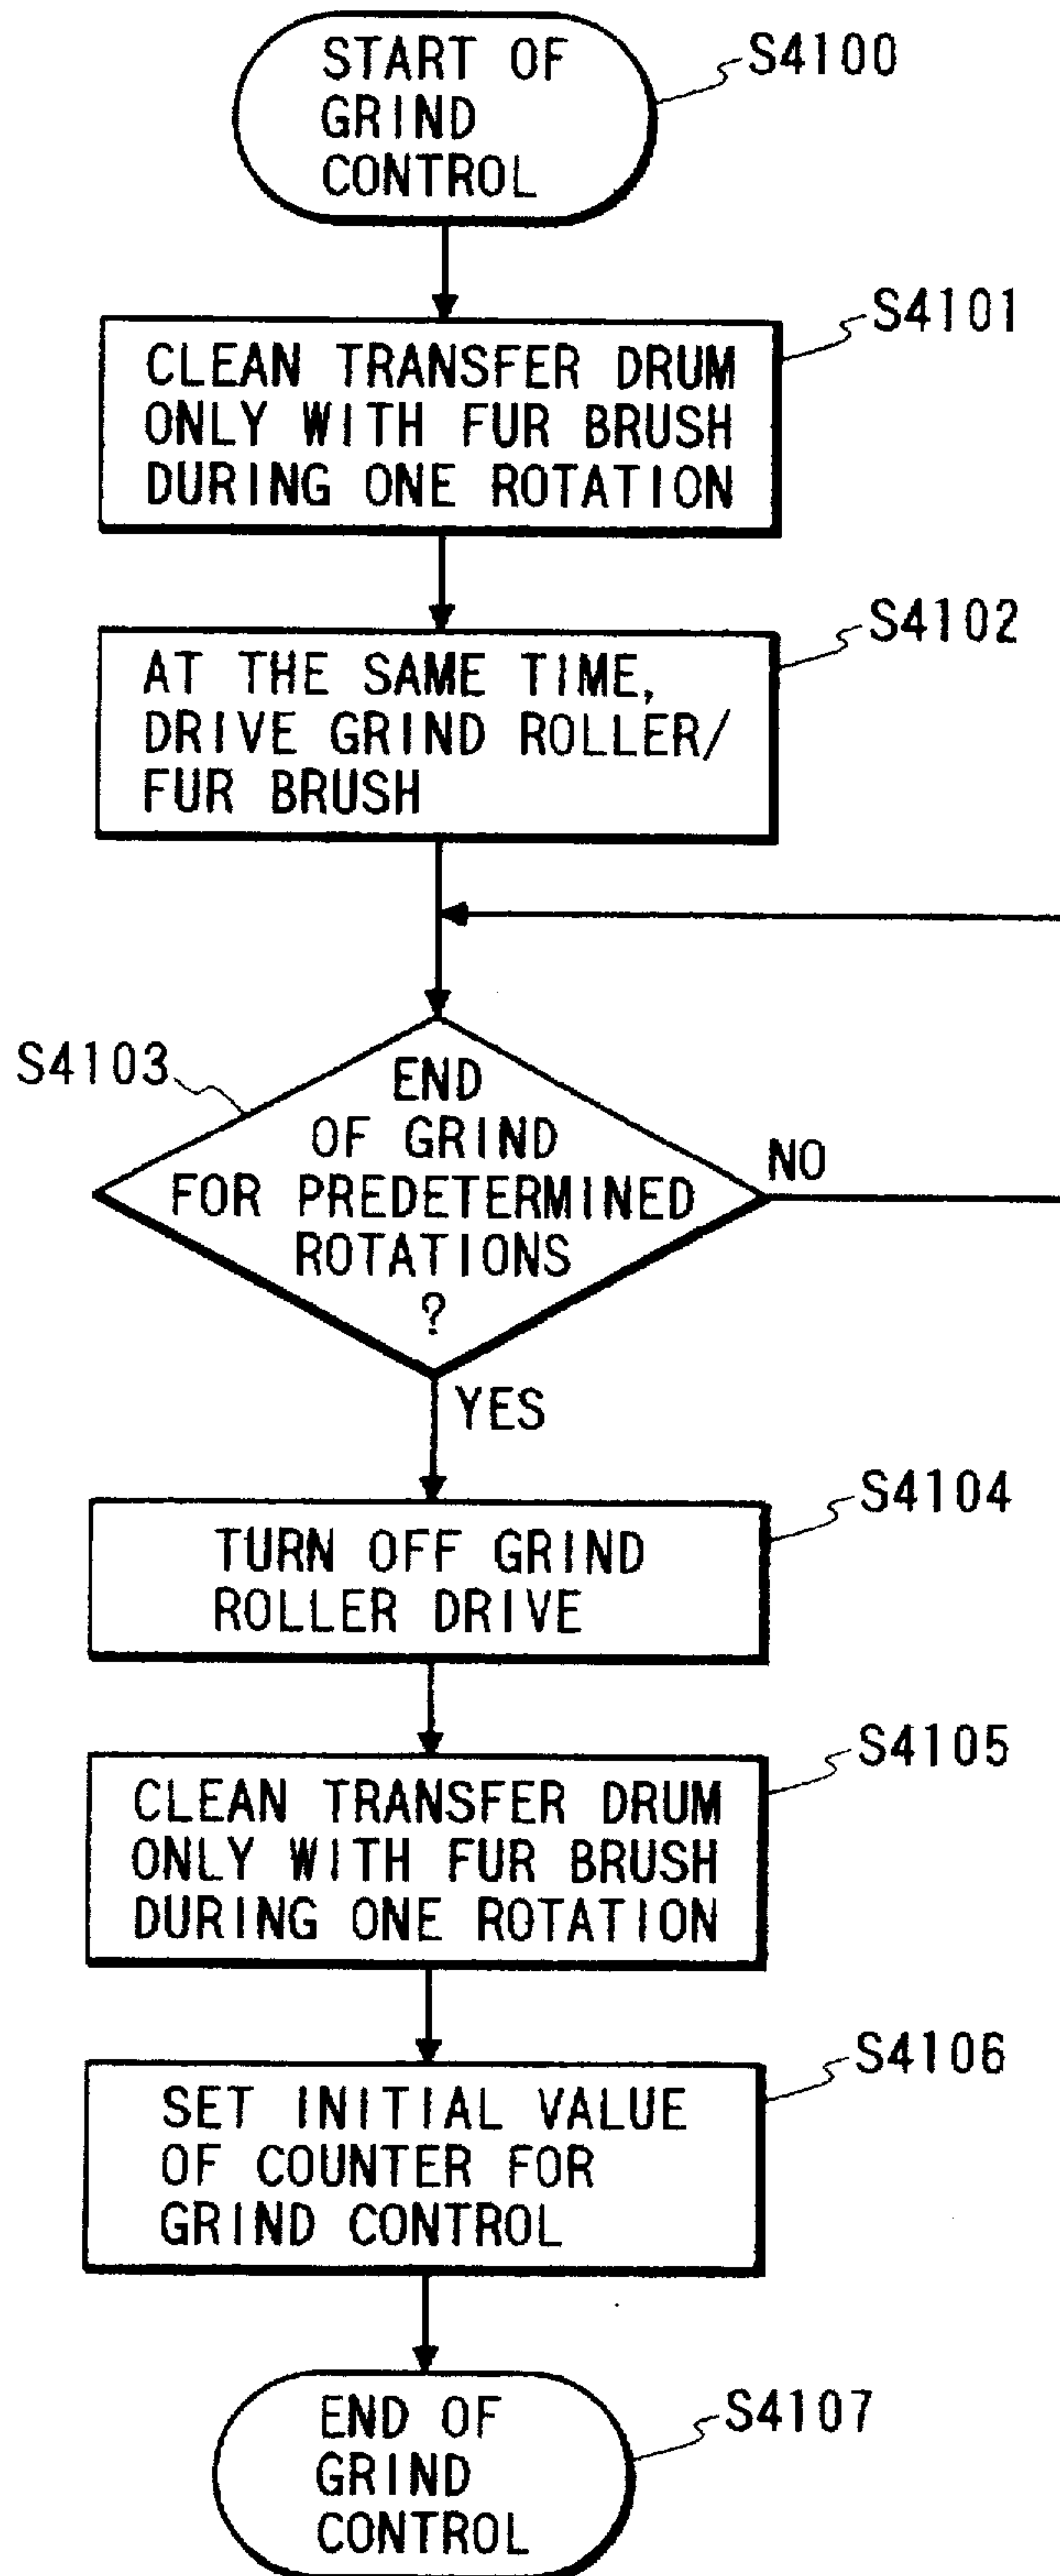 START OF
GRIND
CONTROL
S4100
S4101
CLEAN TRANSFER DRUM
ONLY WITH FUR BRUSH
DURING ONE ROTATION
S4102
AT THE SAME TIME,
DRIVE GRIND ROLLER/
FUR BRUSH
S4103
END
OF GRIND
FOR PREDETERMINED
ROTATIONS
?
NO
YES
S4104
TURN OFF GRIND
ROLLER DRIVE
S4105
CLEAN TRANSFER DRUM
ONLY WITH FUR BRUSH
DURING ONE ROTATION
S4106
SET INITIAL VALUE
OF COUNTER FOR
GRIND CONTROL
S4107
END OF
GRIND
CONTROL